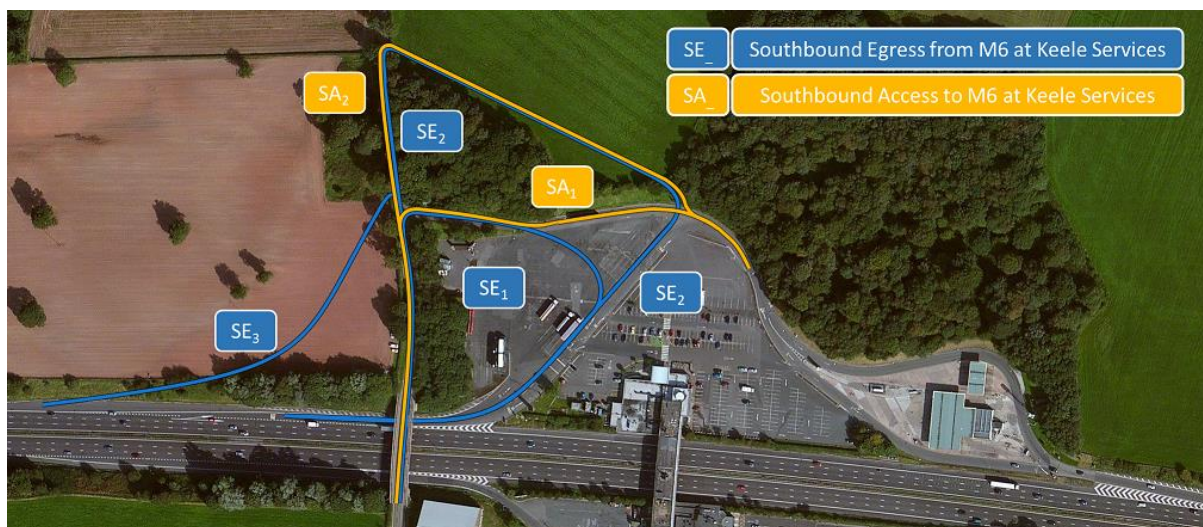 SE_ Southbound Egress from M6 at Keele Services
SA_ Southbound Access to M6 at Keele Services
SA₂
SE₂
SA₁
SE₁
SE₂
SE₃